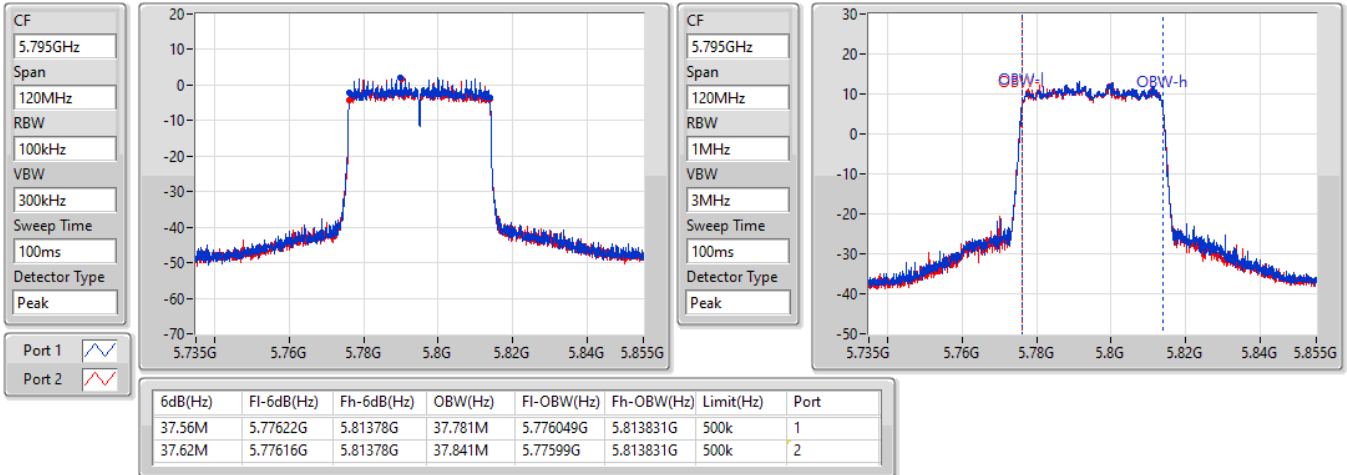 CF
5.795GHz
Span
120MHz
RBW
100kHz
VBW
300kHz
Sweep Time
100ms
Detector Type
Peak
Port 1
Port 2
20
10
0
-10
-20
-30
-40
-50
-60
-70
5.735G 5.76G 5.78G 5.8G 5.82G 5.84G 5.855G
CF
5.795GHz
Span
120MHz
RBW
1MHz
VBW
3MHz
Sweep Time
100ms
Detector Type
Peak
30
20
10
0
-10
-20
-30
-40
-50
OBW-l OBW-h
5.735G 5.76G 5.78G 5.8G 5.82G 5.84G 5.855G
6dB(Hz) Fl-6dB(Hz) Fh-6dB(Hz) OBW(Hz) Fl-OBW(Hz) Fh-OBW(Hz) Limit(Hz) Port
37.56M 5.77622G 5.81378G 37.781M 5.776049G 5.813831G 500k 1
37.62M 5.77616G 5.81378G 37.841M 5.77599G 5.813831G 500k 2